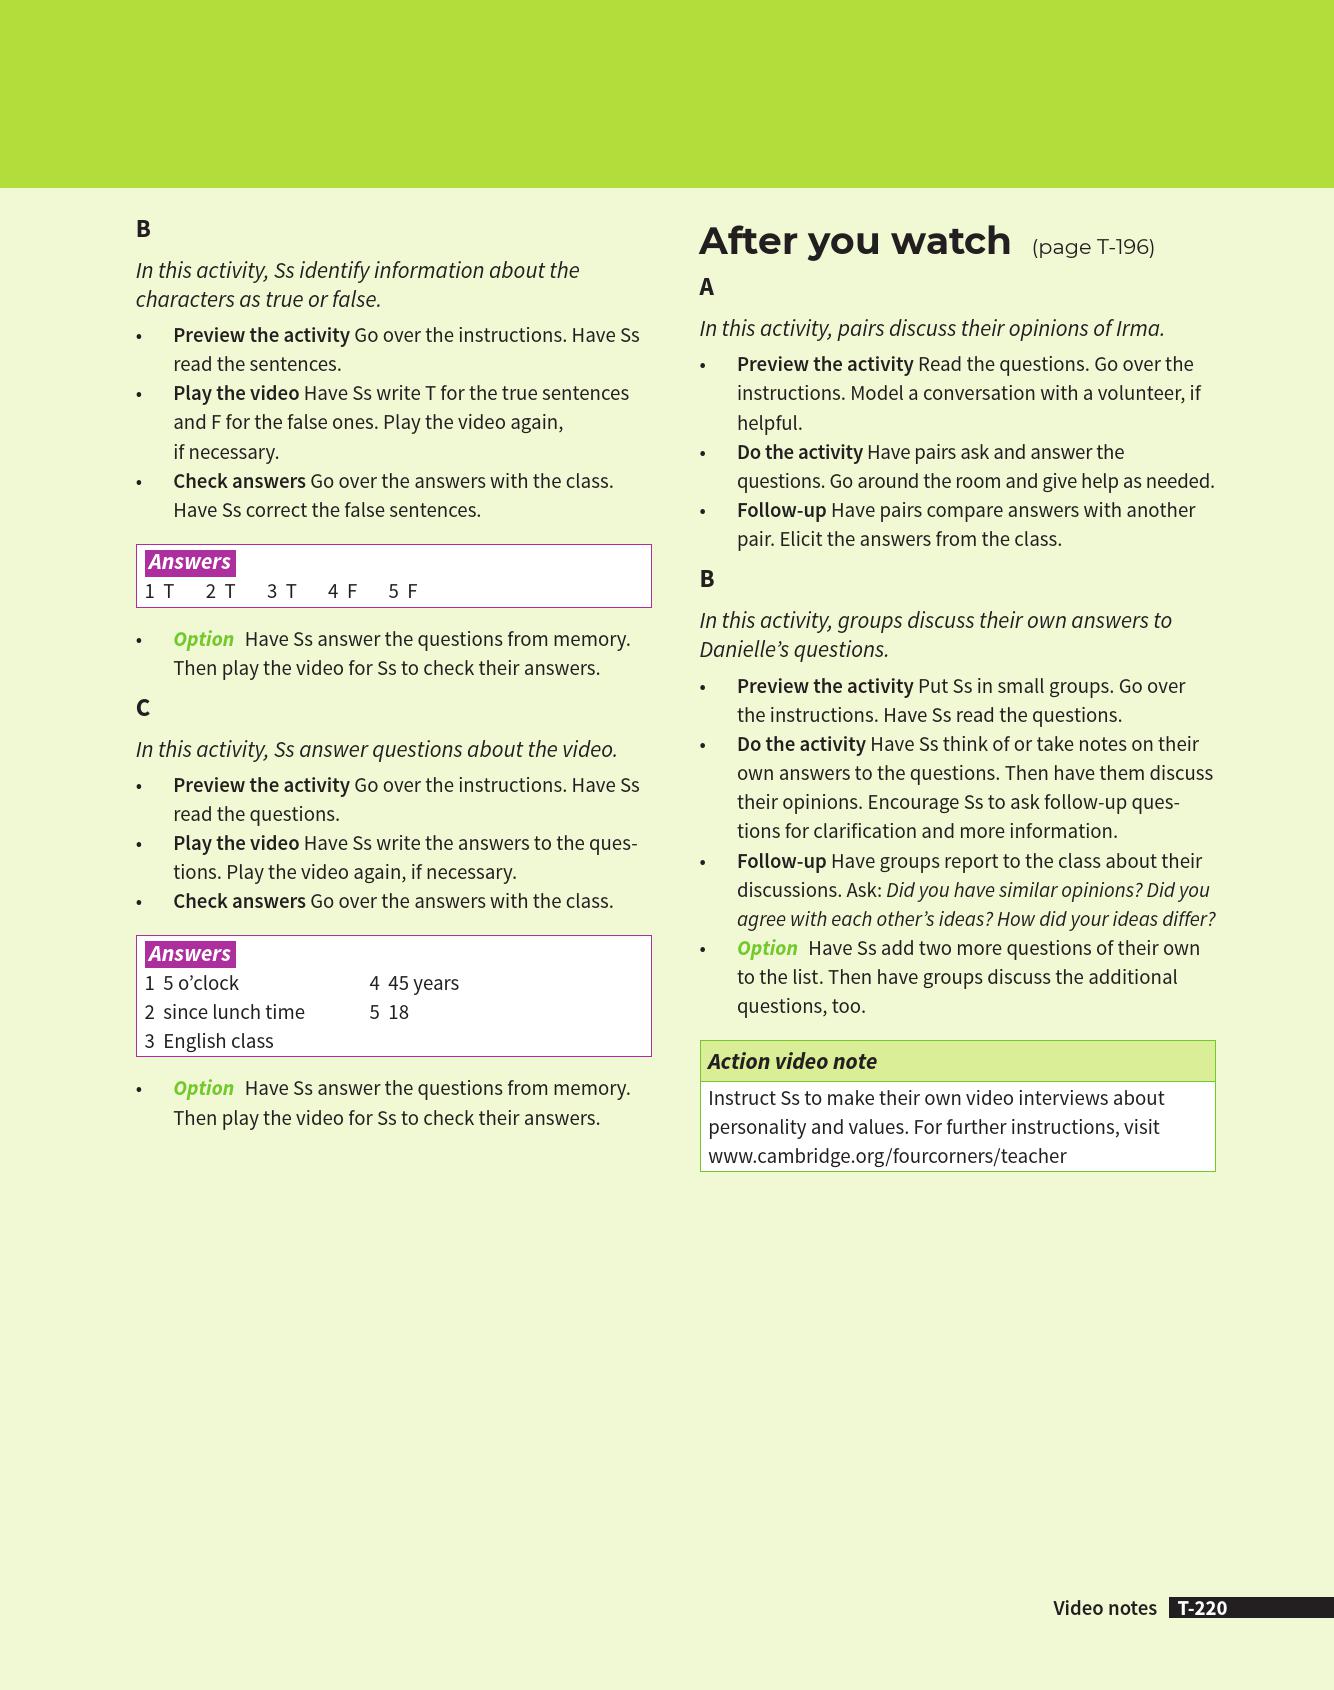 B
In this activity, Ss identify information about the
characters as true or false.
• Preview the activity Go over the instructions. Have Ss
read the sentences.
• Play the video Have Ss write T for the true sentences
and F for the false ones. Play the video again,
if necessary.
• Check answers Go over the answers with the class.
Have Ss correct the false sentences.
Answers
1 T 2 T 3 T 4 F 5 F
• Option Have Ss answer the questions from memory.
Then play the video for Ss to check their answers.
C
In this activity, Ss answer questions about the video.
• Preview the activity Go over the instructions. Have Ss
read the questions.
• Play the video Have Ss write the answers to the ques-
tions. Play the video again, if necessary.
• Check answers Go over the answers with the class.
Answers
1 5 o’clock 4 45 years
2 since lunch time 5 18
3 English class
• Option Have Ss answer the questions from memory.
Then play the video for Ss to check their answers.
After you watch (page T-196)
A
In this activity, pairs discuss their opinions of Irma.
• Preview the activity Read the questions. Go over the
instructions. Model a conversation with a volunteer, if
helpful.
• Do the activity Have pairs ask and answer the
questions. Go around the room and give help as needed.
• Follow-up Have pairs compare answers with another
pair. Elicit the answers from the class.
B
In this activity, groups discuss their own answers to
Danielle’s questions.
• Preview the activity Put Ss in small groups. Go over
the instructions. Have Ss read the questions.
• Do the activity Have Ss think of or take notes on their
own answers to the questions. Then have them discuss
their opinions. Encourage Ss to ask follow-up ques-
tions for clarification and more information.
• Follow-up Have groups report to the class about their
discussions. Ask: Did you have similar opinions? Did you
agree with each other’s ideas? How did your ideas differ?
• Option Have Ss add two more questions of their own
to the list. Then have groups discuss the additional
questions, too.
Action video note
Instruct Ss to make their own video interviews about
personality and values. For further instructions, visit
www.cambridge.org/fourcorners/teacher
Video notes T-220